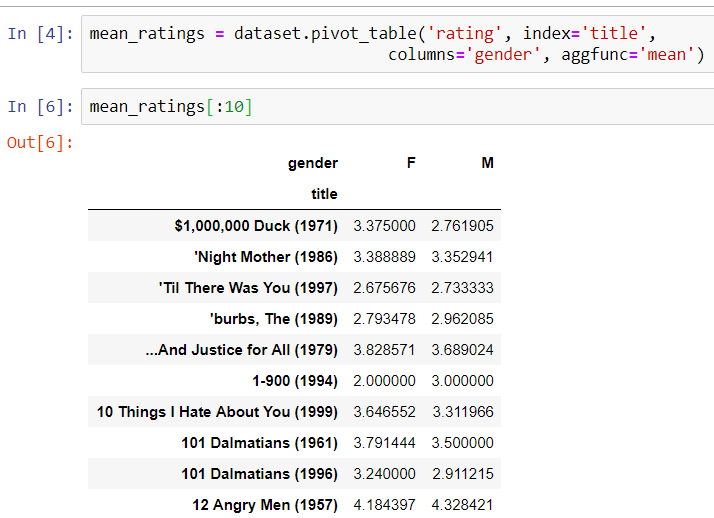 In [4]: mean_ratings = dataset.pivot_table('rating', index='title',
columns='gender', aggfunc='mean')
In [6]: mean_ratings[:10]
Out[6]:
gender F M
title
$1,000,000 Duck (1971) 3.375000 2.761905
'Night Mother (1986) 3.388889 3.352941
'Til There Was You (1997) 2.675676 2.733333
'burbs, The (1989) 2.793478 2.962085
...And Justice for All (1979) 3.828571 3.689024
1-900 (1994) 2.000000 3.000000
10 Things I Hate About You (1999) 3.646552 3.311966
101 Dalmatians (1961) 3.791444 3.500000
101 Dalmatians (1996) 3.240000 2.911215
12 Angry Men (1957) 4.184397 4.328421